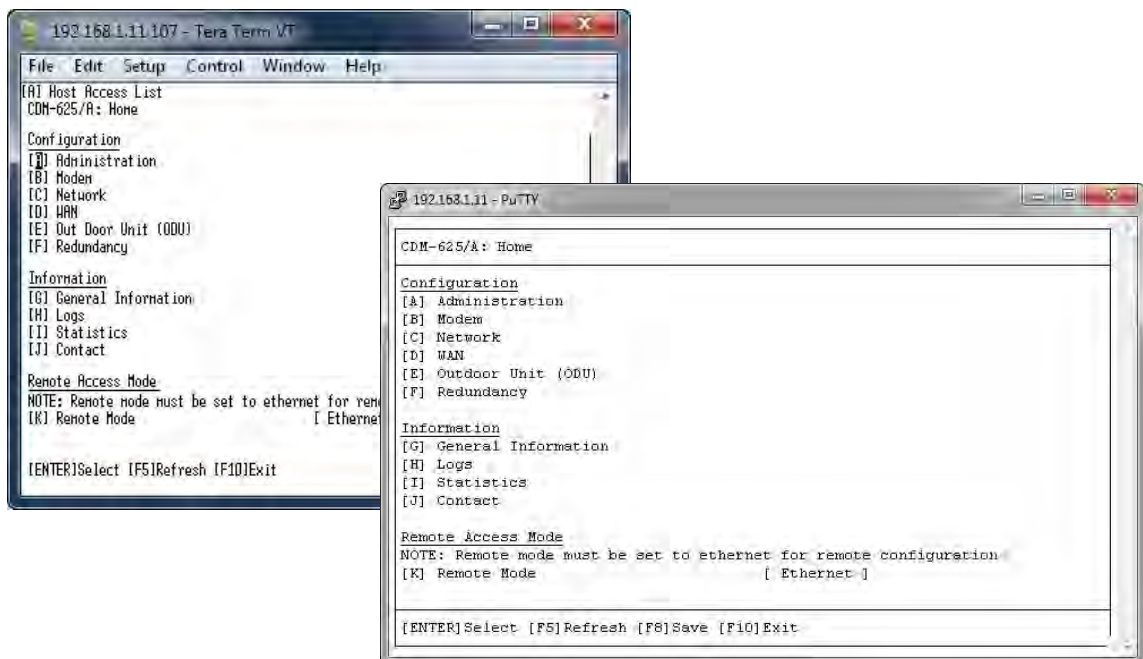 192.168.1.11.107 - Tera Term VT
File Edit Setup Control Window Help
[A] Host Access List
CDM-625/A: Home
Configuration
[A] Administration
[B] Modem
[C] Network
[D] WAN
[E] Out Door Unit (ODU)
[F] Redundancy
Information
[G] General Information
[H] Logs
[I] Statistics
[J] Contact
Remote Access Mode
NOTE: Remote mode must be set to ethernet for rem
[K] Remote Mode [ Ethernet
[ENTER]Select [F5]Refresh [F10]Exit
192.168.1.11 - PuTTY
CDM-625/A: Home
Configuration
[A] Administration
[B] Modem
[C] Network
[D] WAN
[E] Outdoor Unit (ODU)
[F] Redundancy
Information
[G] General Information
[H] Logs
[I] Statistics
[J] Contact
Remote Access Mode
NOTE: Remote mode must be set to ethernet for remote configuration
[K] Remote Mode [ Ethernet ]
[ENTER]Select [F5]Refresh [F8]Save [F10]Exit